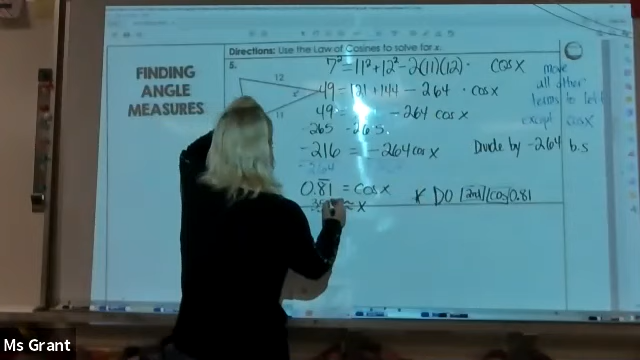 Directions: Use the Law of Cosines to solve for x.
FINDING
ANGLE
MEASURES
5.
12
x°
11
7² = 11² + 12² - 2(11)(12) · cos x
49 = 121 + 144 - 264 · cos x
49 = - 264 cos x
-265 -265
-216 = -264 cos x
-264
0.81 = cos x
≈ x
move
all other
terms to left
except cos x
Divide by -264 b.s
* DO 2nd cos 0.81
Ms Grant